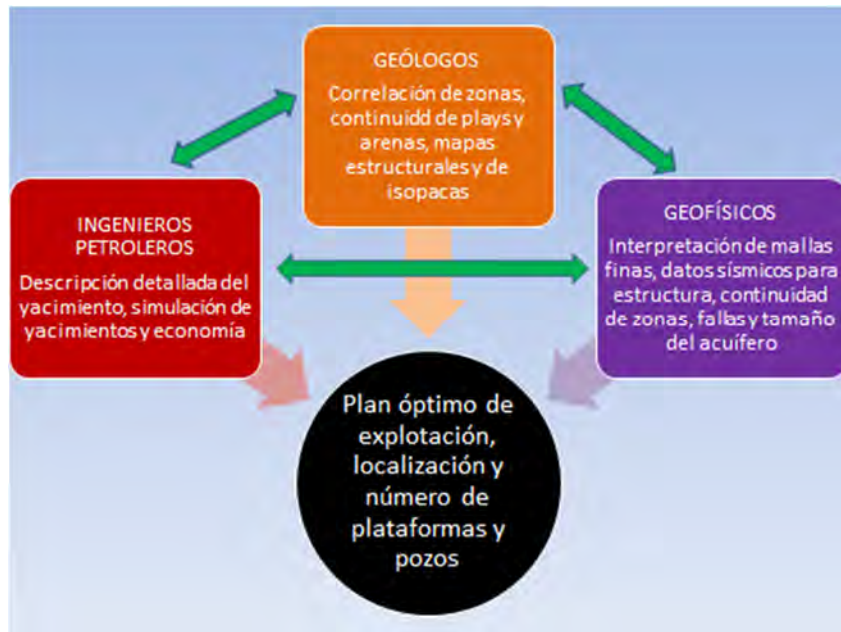 GEÓLOGOS
Correlación de zonas,
continuidd de plays y
arenas, mapas
estructurales y de
isopacas
INGENIEROS
PETROLEROS
Descripción detallada del
yacimiento, simulación de
yacimientos y economía
GEOFÍSICOS
Interpretación de mallas
finas, datos sísmicos para
estructura, continuidad
de zonas, fallas y tamaño
del acuífero
Plan óptimo de
explotación,
localización y
número de
plataformas y
pozos